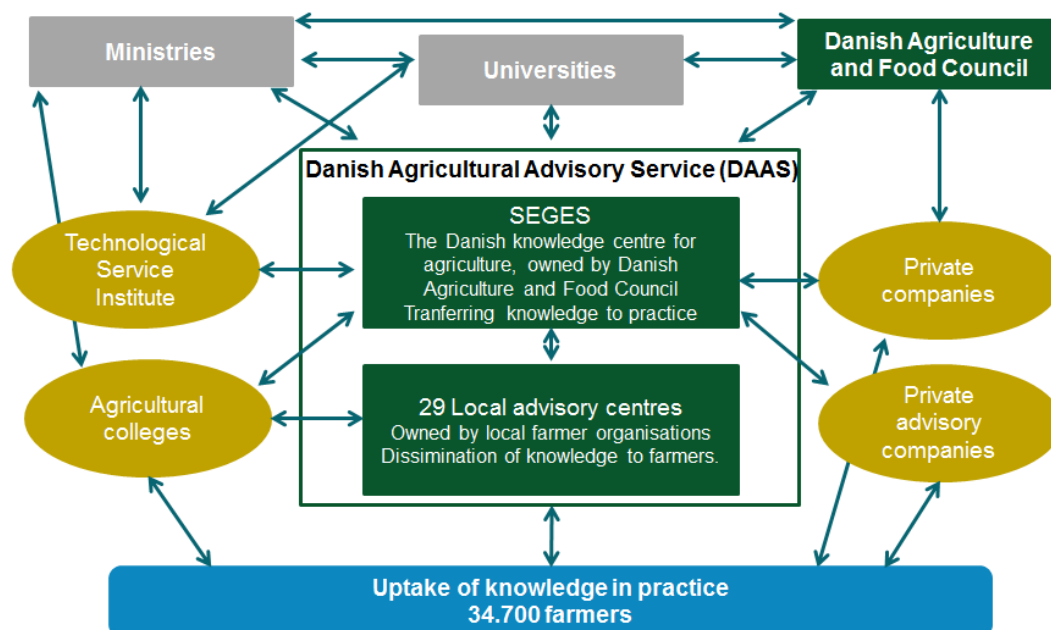 Ministries
Universities
Danish Agriculture
and Food Council
Danish Agricultural Advisory Service (DAAS)
SEGES
The Danish knowledge centre for
agriculture, owned by Danish
Agriculture and Food Council
Tranferring knowledge to practice
Technological
Service
Institute
Private
companies
Agricultural
colleges
29 Local advisory centres
Owned by local farmer organisations
Dissimination of knowledge to farmers.
Private
advisory
companies
Uptake of knowledge in practice
34.700 farmers